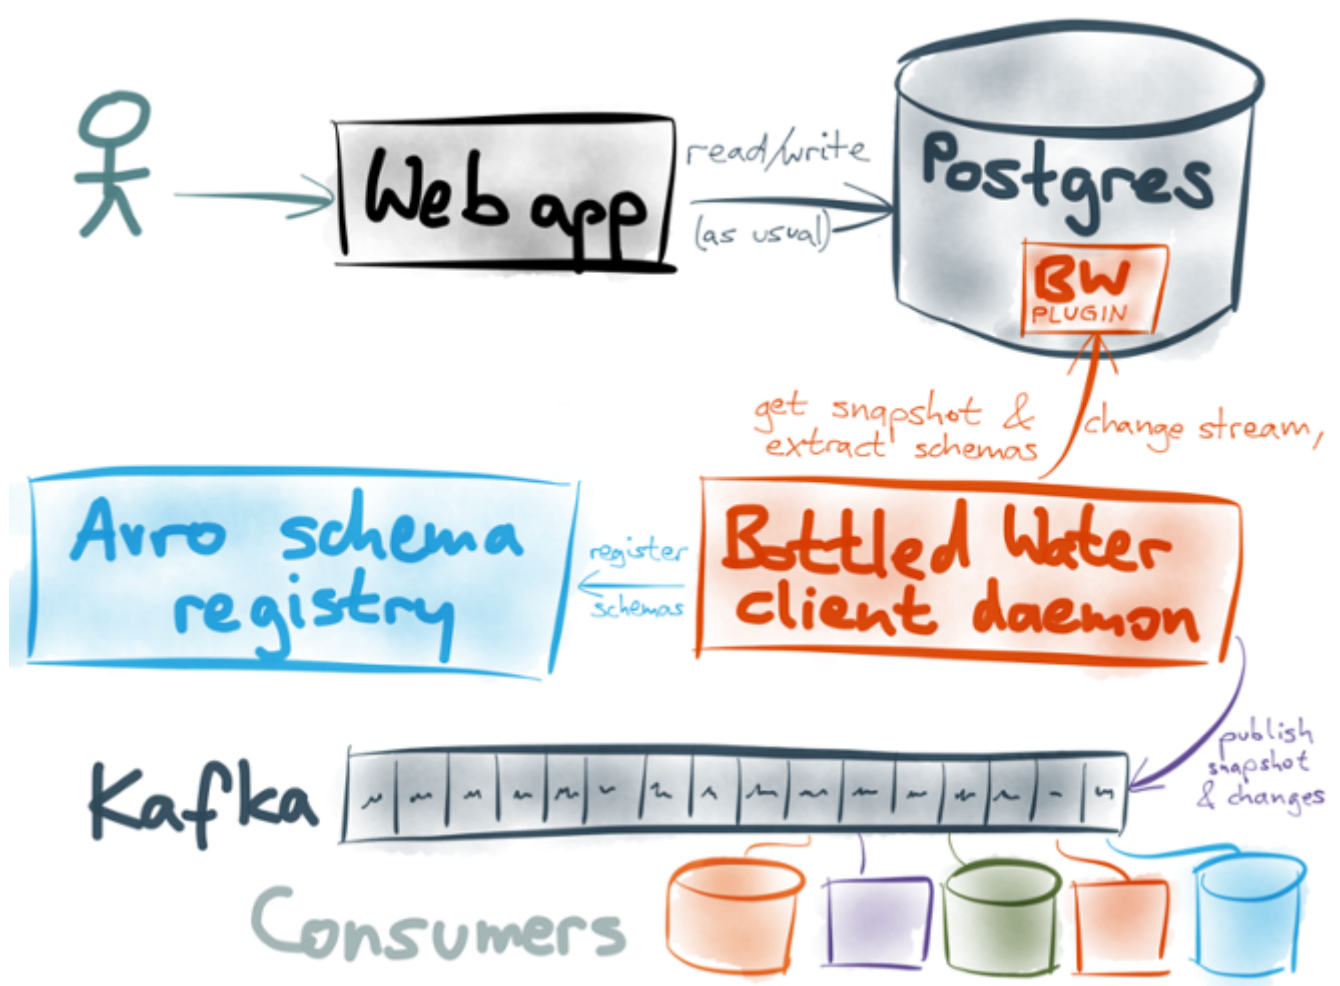 Web app
read/write
(as usual)
Postgres
BW
PLUGIN
get snapshot &
extract schemas
change stream,
Avro schema
registry
register
schemas
Bottled Water
client daemon
publish
snapshot
& changes
Kafka
Consumers